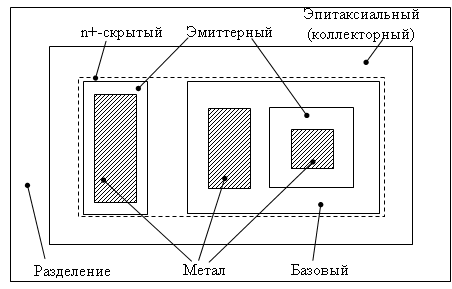 Эпитаксиальный
(коллекторный)
n+-скрытый
Эмиттерный
Разделение
Метал
Базовый